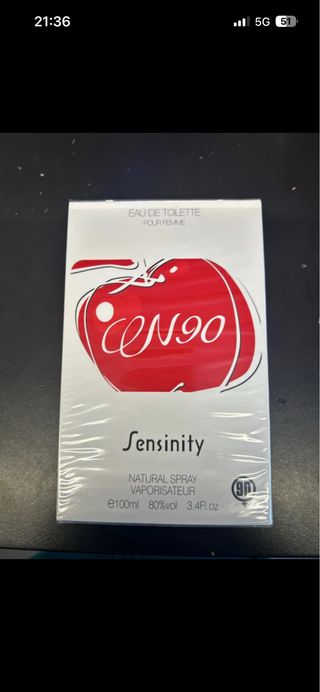 21:36
5G
51
EAU DE TOILETTE
POUR FEMME
CN90
Sensinity
NATURAL SPRAY
VAPORISATEUR
℮100ml 80%vol 3.4Fl.oz
90